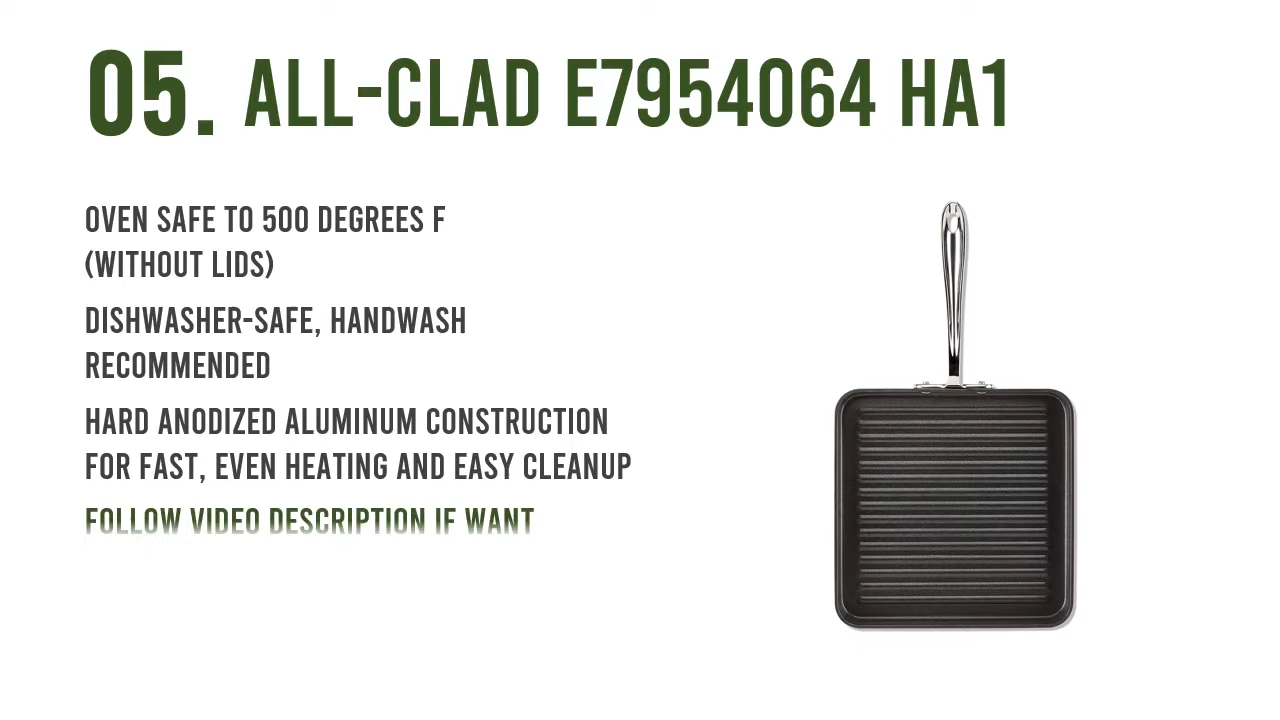 05. ALL-CLAD E7954064 HA1
OVEN SAFE TO 500 DEGREES F
(WITHOUT LIDS)
DISHWASHER-SAFE, HANDWASH
RECOMMENDED
HARD ANODIZED ALUMINUM CONSTRUCTION
FOR FAST, EVEN HEATING AND EASY CLEANUP
FOLLOW VIDEO DESCRIPTION IF WANT